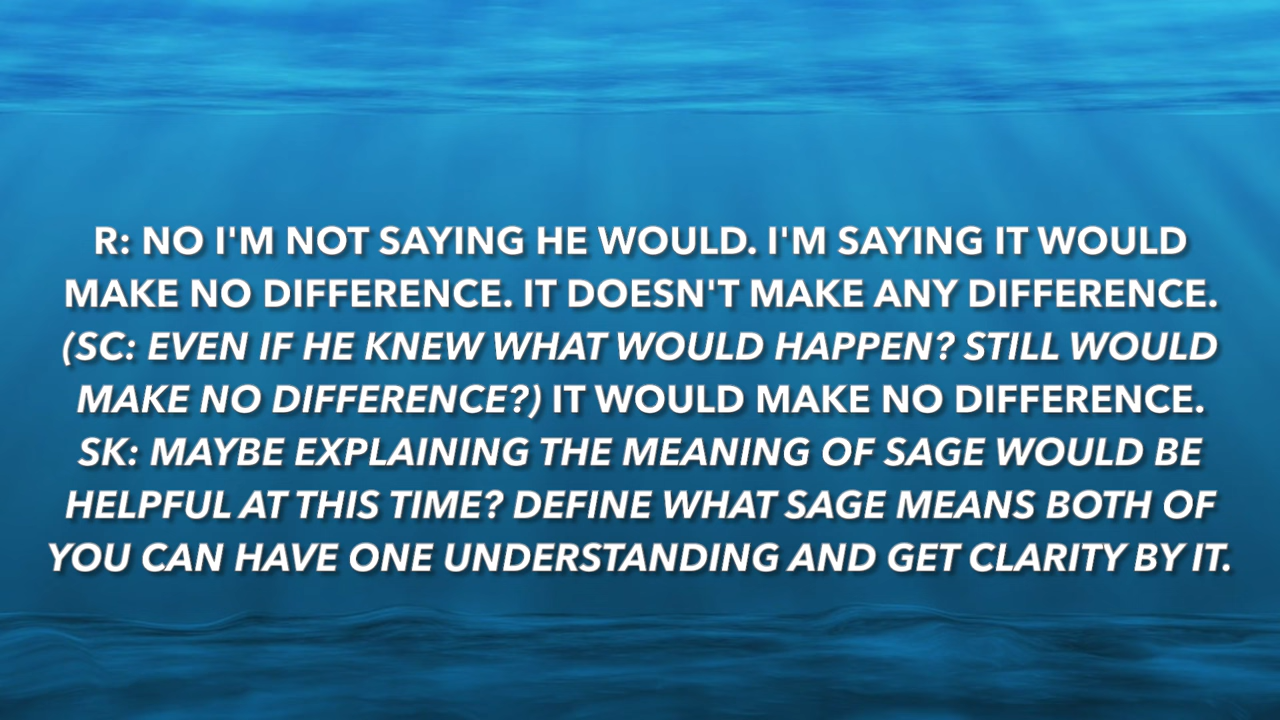 R: NO I'M NOT SAYING HE WOULD. I'M SAYING IT WOULD
MAKE NO DIFFERENCE. IT DOESN'T MAKE ANY DIFFERENCE.
(SC: EVEN IF HE KNEW WHAT WOULD HAPPEN? STILL WOULD
MAKE NO DIFFERENCE?) IT WOULD MAKE NO DIFFERENCE.
SK: MAYBE EXPLAINING THE MEANING OF SAGE WOULD BE
HELPFUL AT THIS TIME? DEFINE WHAT SAGE MEANS BOTH OF
YOU CAN HAVE ONE UNDERSTANDING AND GET CLARITY BY IT.